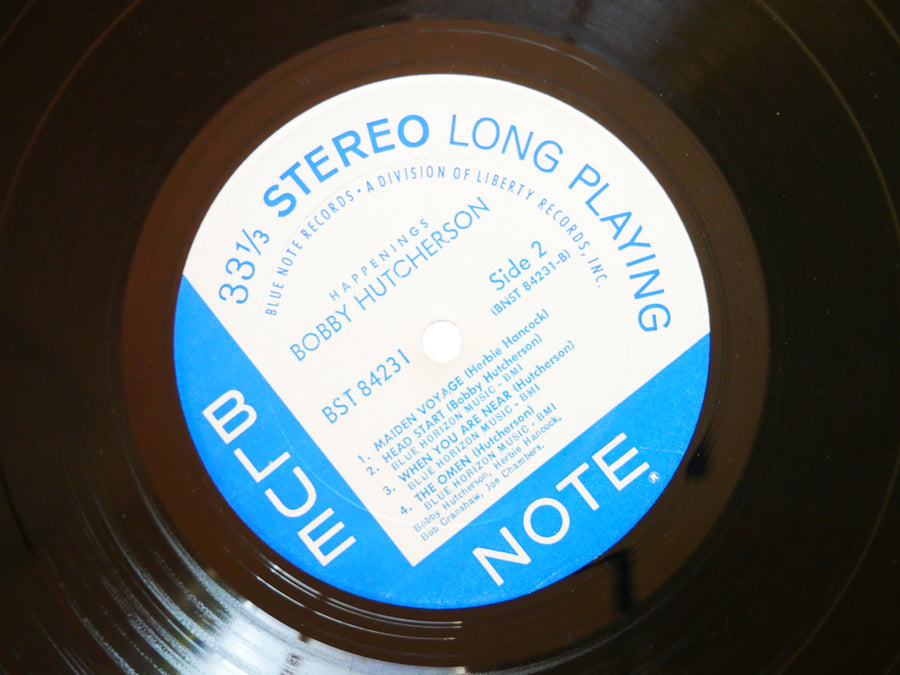 33⅓ STEREO LONG PLAYING
BLUE NOTE RECORDS • A DIVISION OF LIBERTY RECORDS, INC.
HAPPENINGS
BOBBY HUTCHERSON
BST 84231
Side 2
(BNST 84231-B)
1. MAIDEN VOYAGE (Herbie Hancock)
2. HEAD START (Bobby Hutcherson)
BLUE HORIZON MUSIC - BMI
3. WHEN YOU ARE NEAR (Hutcherson)
BLUE HORIZON MUSIC - BMI
4. THE OMEN (Hutcherson)
BLUE HORIZON MUSIC - BMI
Bobby Hutcherson, Herbie Hancock,
Bob Cranshaw, Joe Chambers.
BLUE
NOTE®